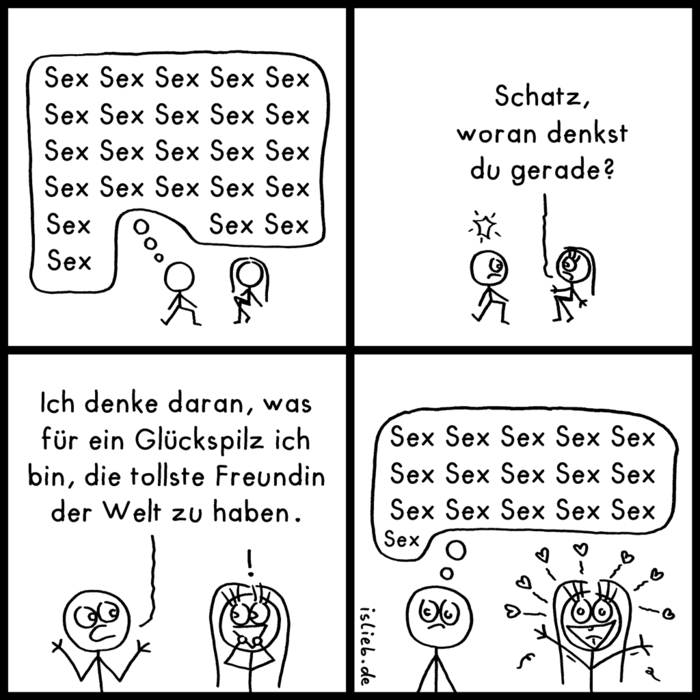 Sex Sex Sex Sex Sex
Sex Sex Sex Sex Sex
Sex Sex Sex Sex Sex
Sex Sex Sex Sex Sex
Sex Sex Sex
Sex
Schatz,
woran denkst
du gerade?
Ich denke daran, was
für ein Glückspilz ich
bin, die tollste Freundin
der Welt zu haben.
!
Sex Sex Sex Sex Sex
Sex Sex Sex Sex Sex
Sex Sex Sex Sex Sex
Sex
islieb.de